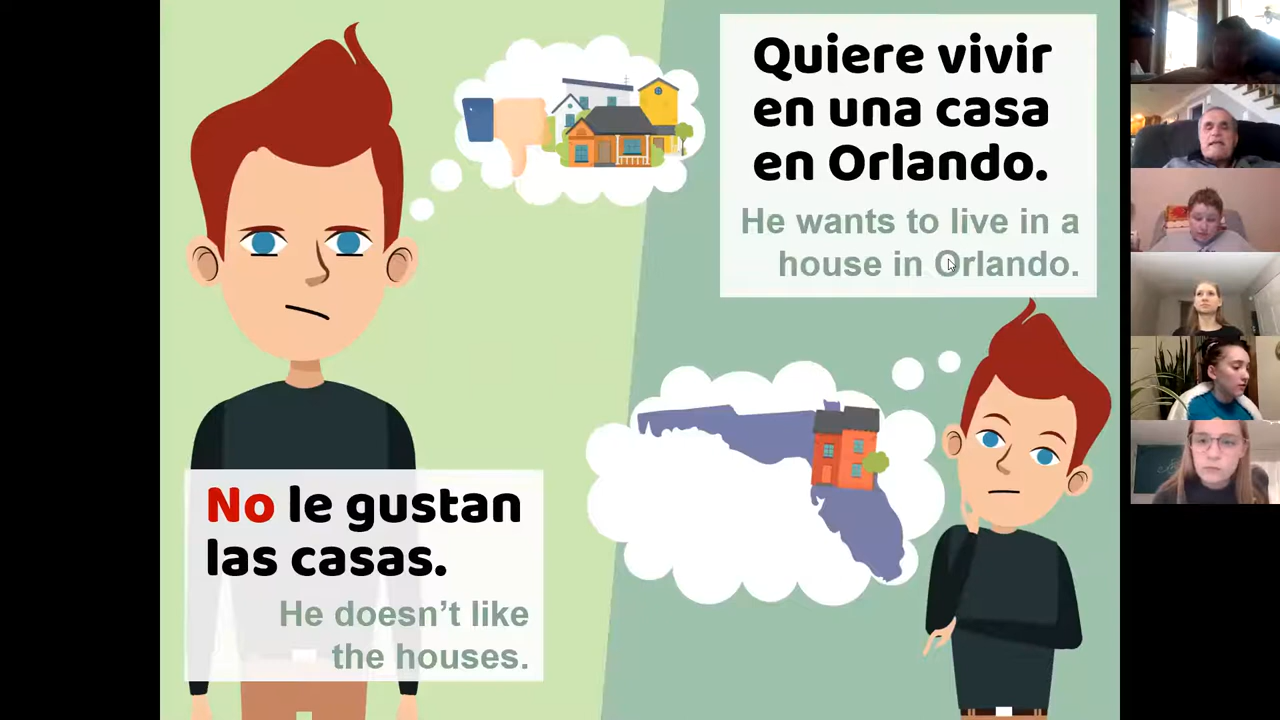 No le gustan
las casas.
He doesn't like
the houses.
Quiere vivir
en una casa
en Orlando.
He wants to live in a
house in Orlando.